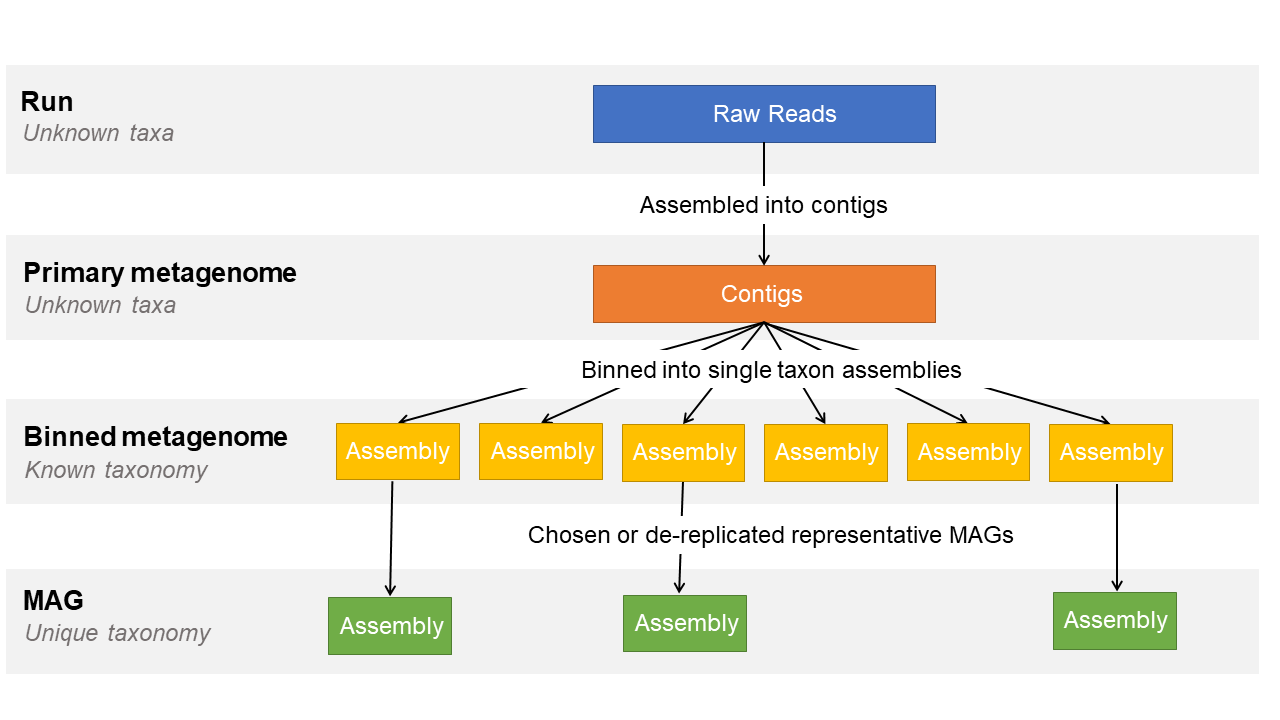 Run
Unknown taxa
Raw Reads
Assembled into contigs
Primary metagenome
Unknown taxa
Contigs
Binned into single taxon assemblies
Binned metagenome
Known taxonomy
Assembly
Assembly
Assembly
Assembly
Assembly
Assembly
Chosen or de-replicated representative MAGs
MAG
Unique taxonomy
Assembly
Assembly
Assembly